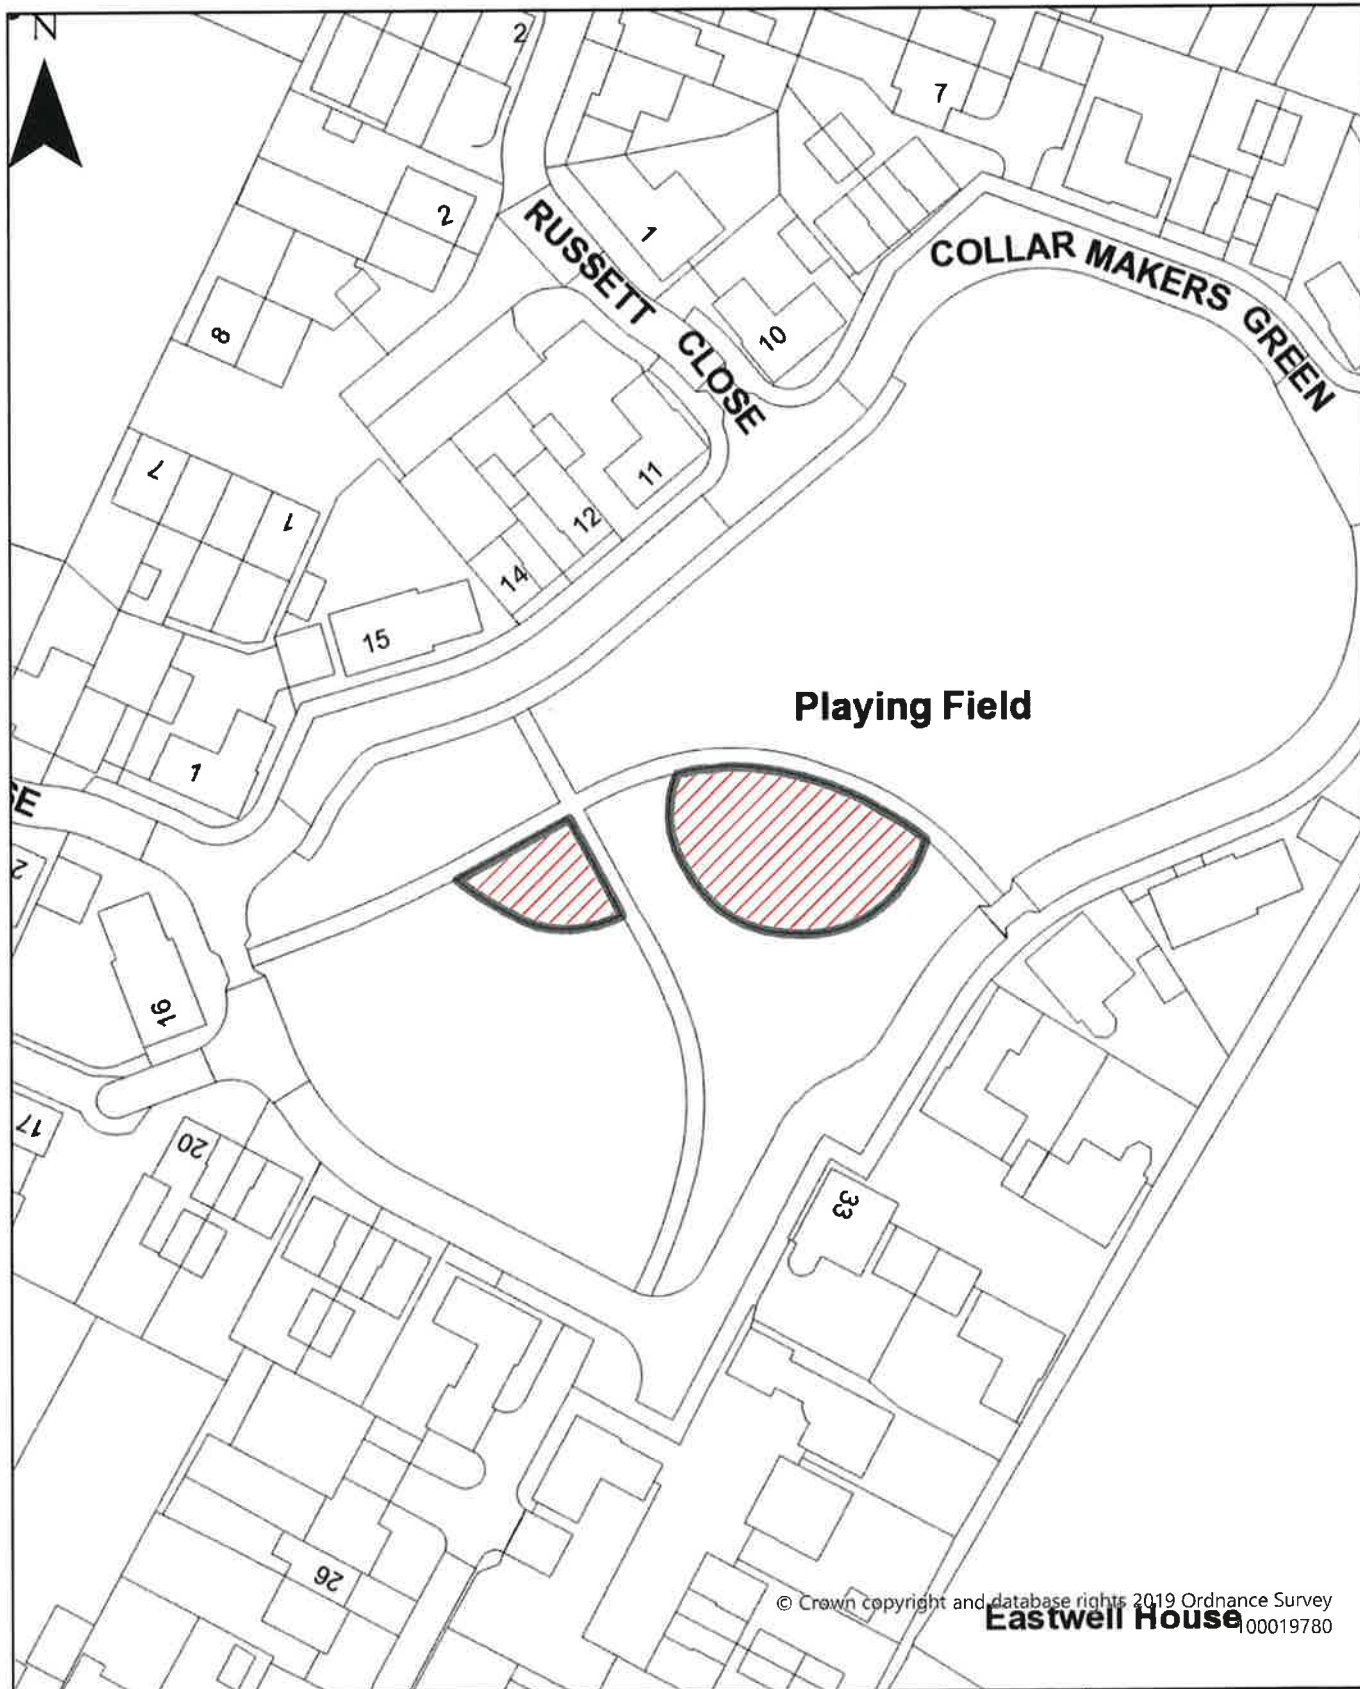 N
2
7
2
1
RUSSETT CLOSE
COLLAR MAKERS GREEN
8
10
7
1
11
12
14
15
Playing Field
1
SE
2
16
17
20
33
26
© Crown copyright and database rights 2019 Ordnance Survey
Eastwell House 100019780